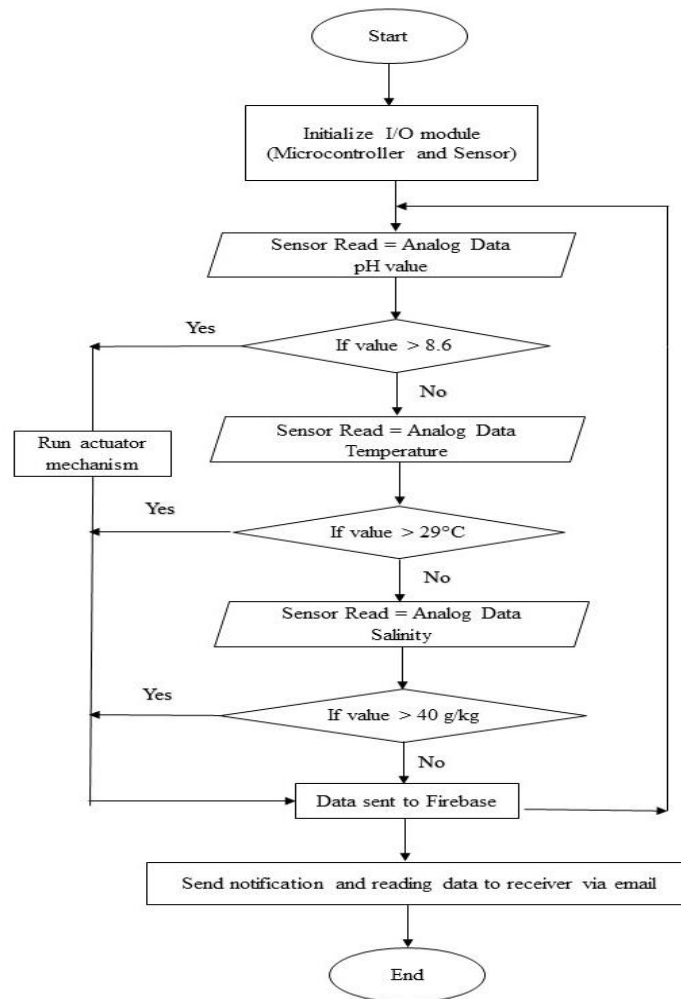 Start
Initialize I/O module
(Microcontroller and Sensor)
Sensor Read = Analog Data
pH value
Yes
If value > 8.6
No
Run actuator
mechanism
Sensor Read = Analog Data
Temperature
Yes
If value > 29°C
No
Sensor Read = Analog Data
Salinity
Yes
If value > 40 g/kg
No
Data sent to Firebase
Send notification and reading data to receiver via email
End